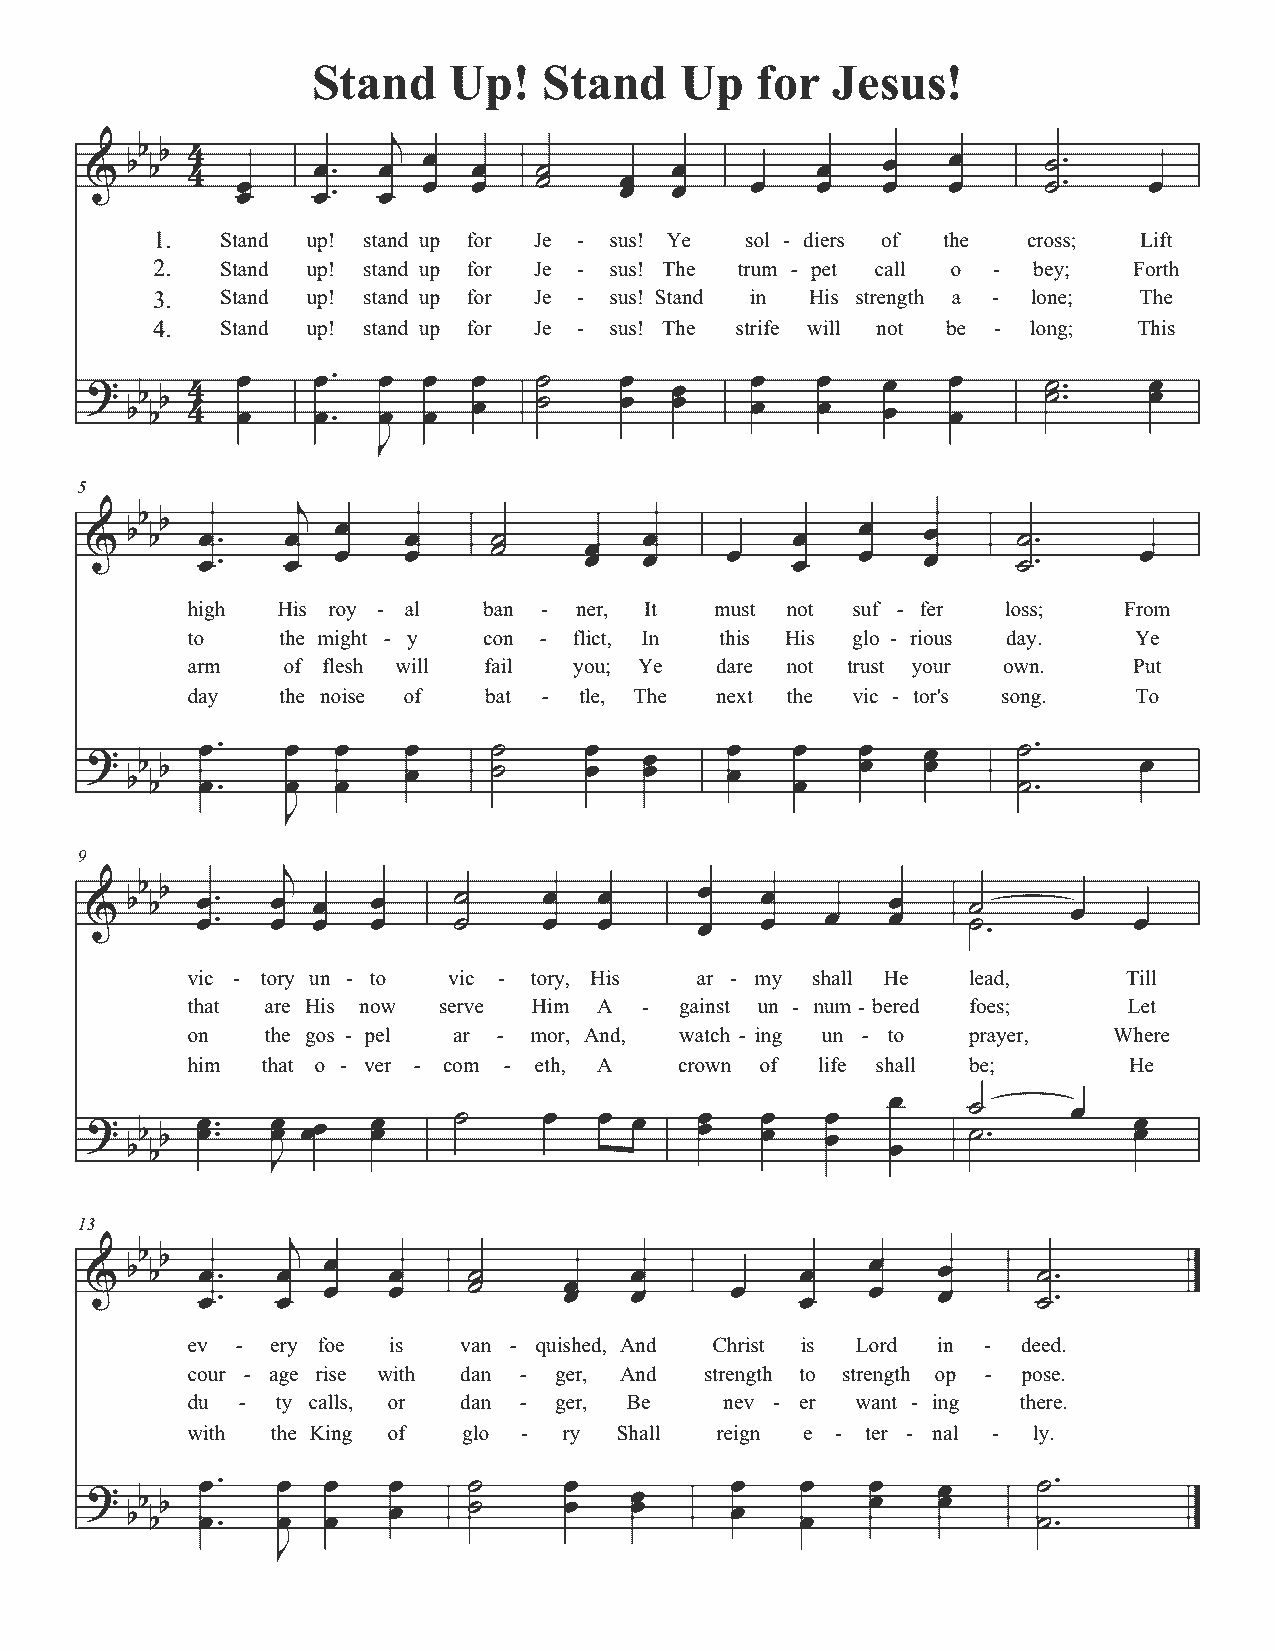 Stand Up! Stand Up for Jesus!
1. Stand up! stand up for Je - sus! Ye sol - diers of the cross; Lift
2. Stand up! stand up for Je - sus! The trum - pet call o - bey; Forth
3. Stand up! stand up for Je - sus! Stand in His strength a - lone; The
4. Stand up! stand up for Je - sus! The strife will not be - long; This
5
high His roy - al ban - ner, It must not suf - fer loss; From
to the might - y con - flict, In this His glo - rious day. Ye
arm of flesh will fail you; Ye dare not trust your own. Put
day the noise of bat - tle, The next the vic - tor's song. To
9
vic - tory un - to vic - tory, His ar - my shall He lead, Till
that are His now serve Him A - gainst un - num - bered foes; Let
on the gos - pel ar - mor, And, watch - ing un - to prayer, Where
him that o - ver - com - eth, A crown of life shall be; He
13
ev - ery foe is van - quished, And Christ is Lord in - deed.
cour - age rise with dan - ger, And strength to strength op - pose.
du - ty calls, or dan - ger, Be nev - er want - ing there.
with the King of glo - ry Shall reign e - ter - nal - ly.